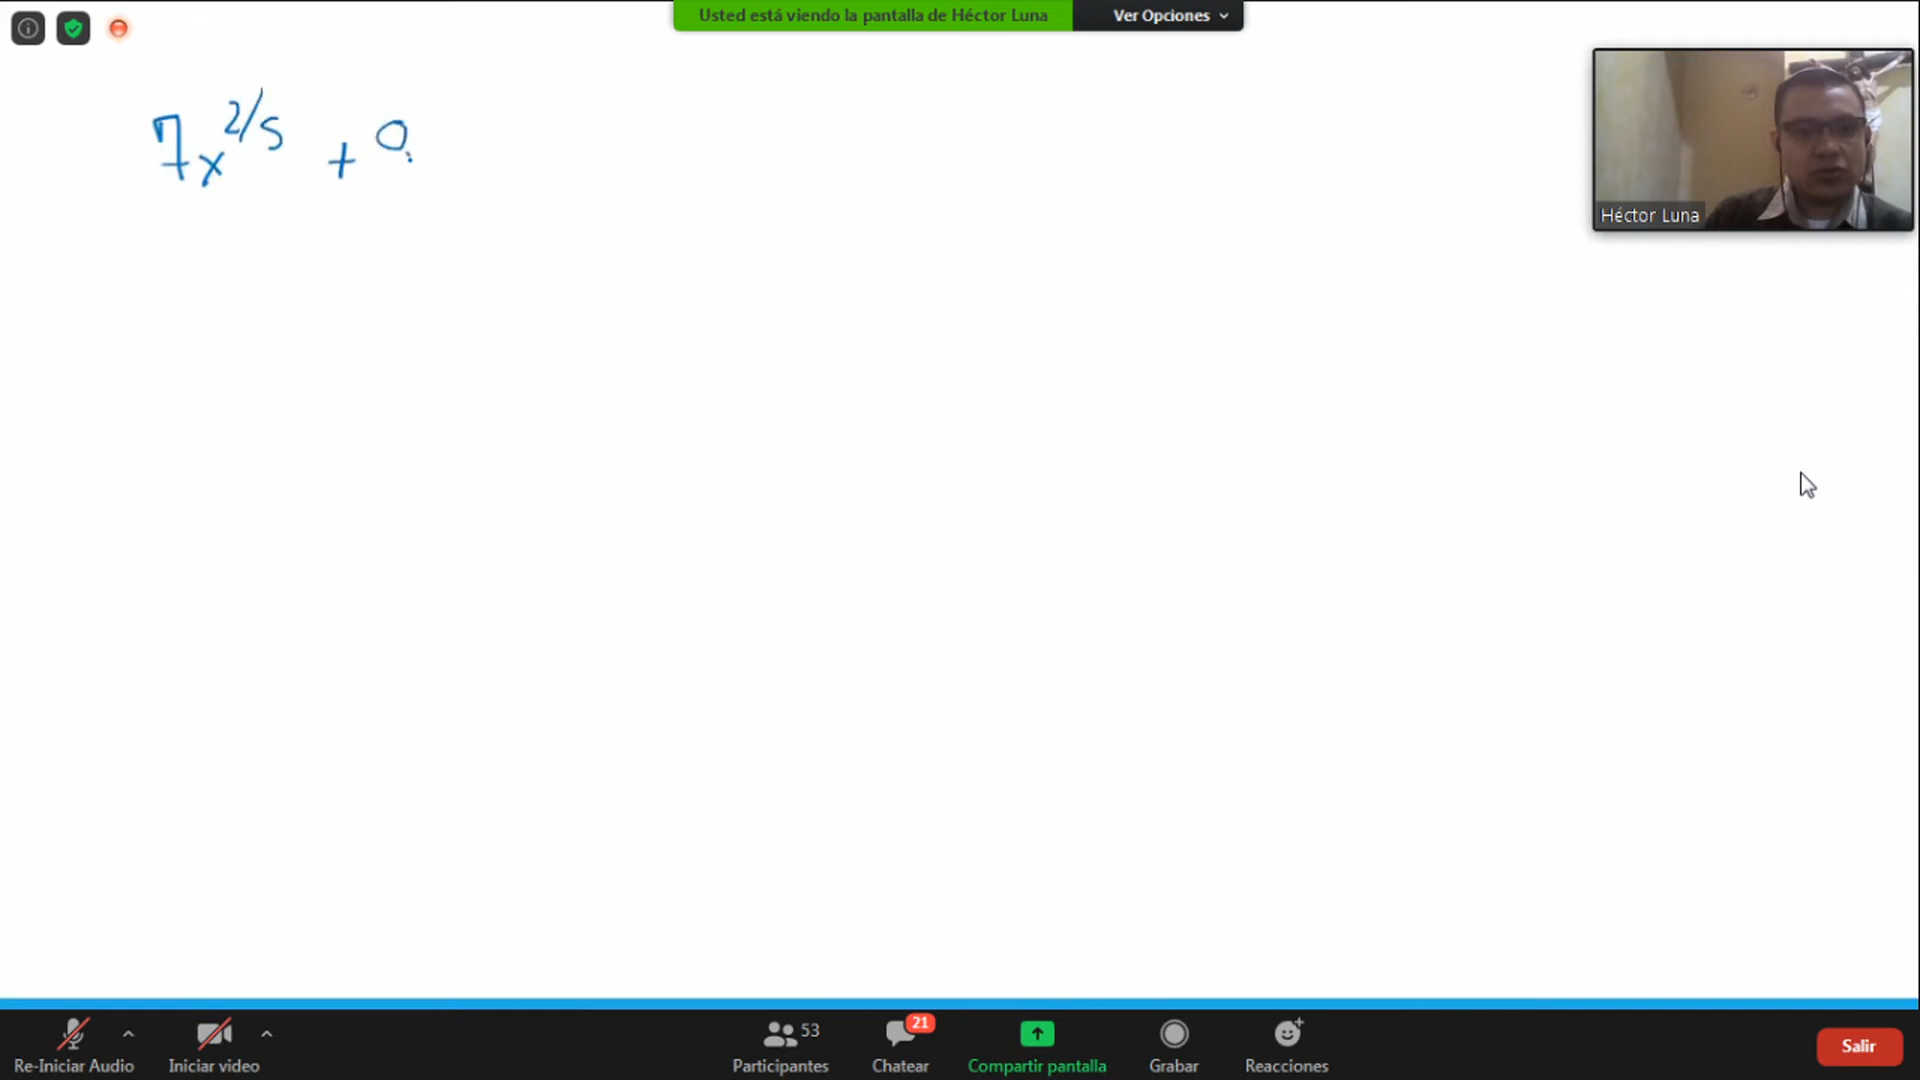 Usted está viendo la pantalla de Héctor Luna Ver Opciones
7x^2/5 +
Héctor Luna
53 21
Re-Iniciar Audio Iniciar video Participantes Chatear Compartir pantalla Grabar Reacciones Salir